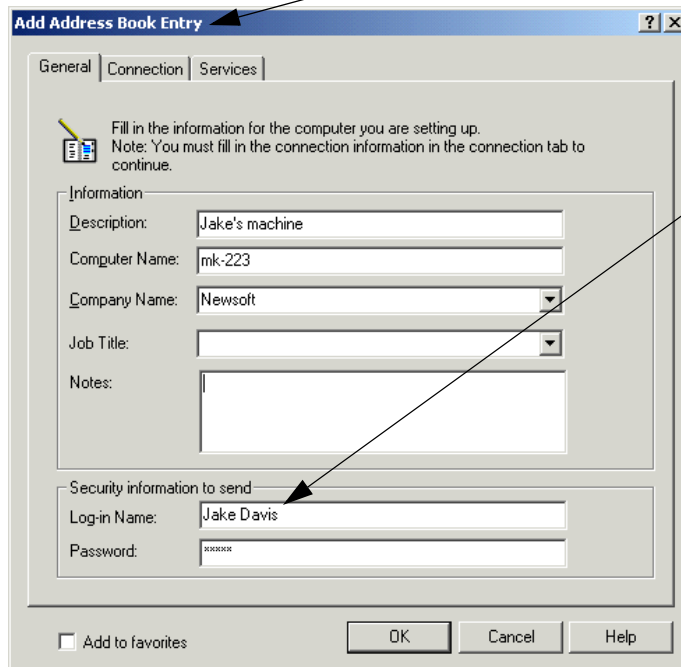 Add Address Book Entry
General Connection Services
Fill in the information for the computer you are setting up.
Note: You must fill in the connection information in the connection tab to
continue.
Information
Description: Jake's machine
Computer Name: mk-223
Company Name: Newsoft
Job Title:
Notes:
Security information to send
Log-in Name: Jake Davis
Password: xxxxx
Add to favorites OK Cancel Help